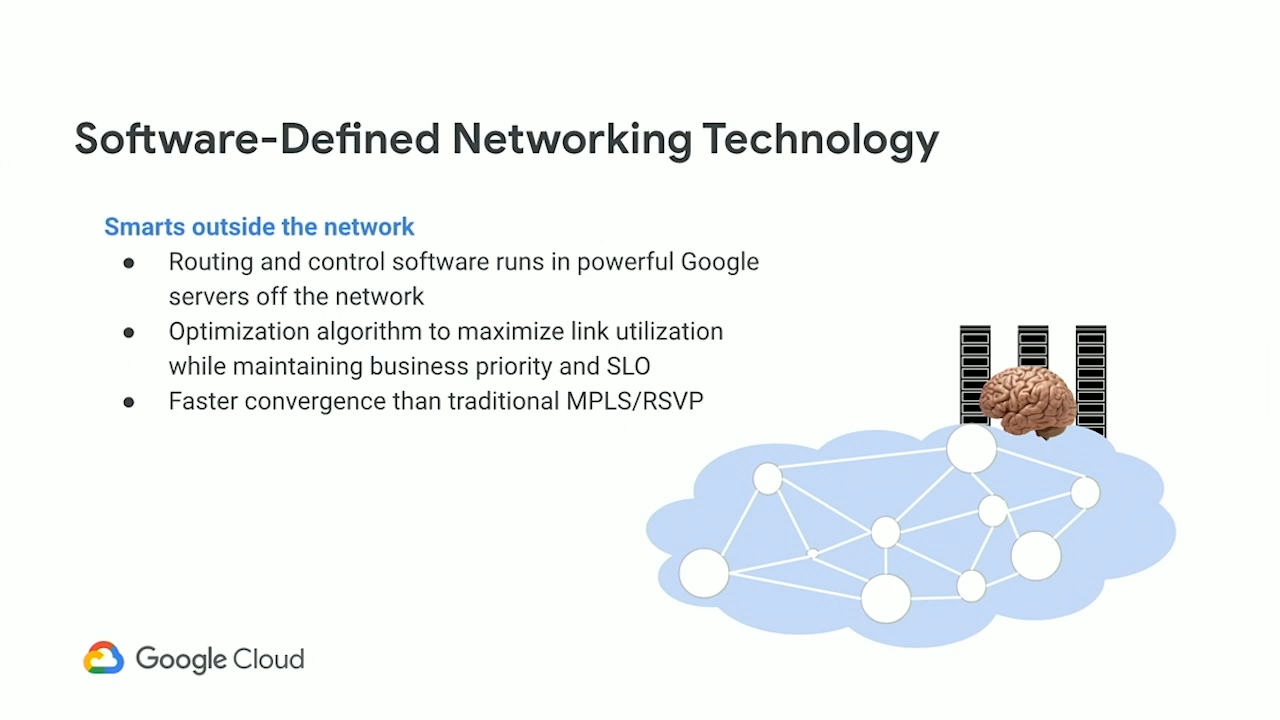 Software-Defined Networking Technology
Smarts outside the network
● Routing and control software runs in powerful Google
servers off the network
● Optimization algorithm to maximize link utilization
while maintaining business priority and SLO
● Faster convergence than traditional MPLS/RSVP
Google Cloud